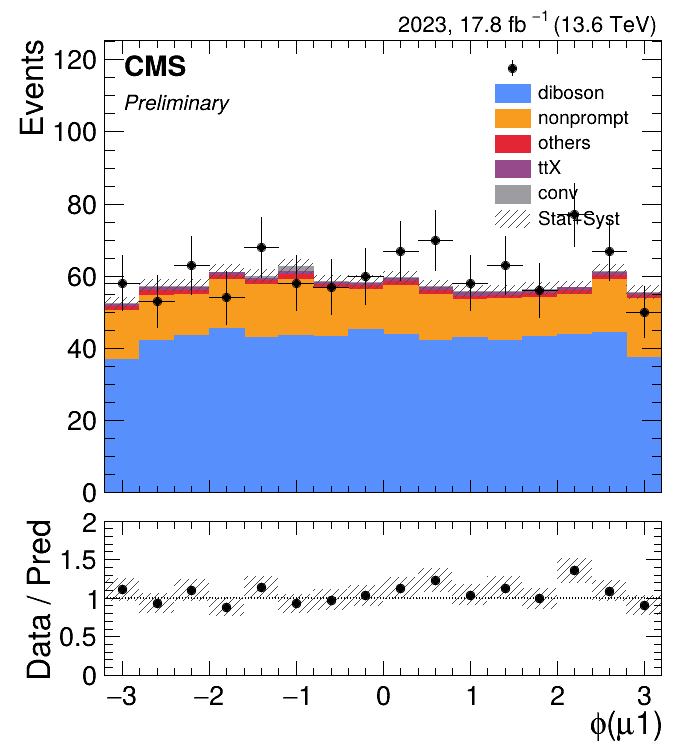 2023, 17.8 fb⁻¹ (13.6 TeV)
Events
CMS
Preliminary
diboson
nonprompt
others
ttX
conv
Stat+Syst
120
100
80
60
40
20
0
Data / Pred
2
1.5
1
0.5
0
−3 −2 −1 0 1 2 3
ϕ(μ1)